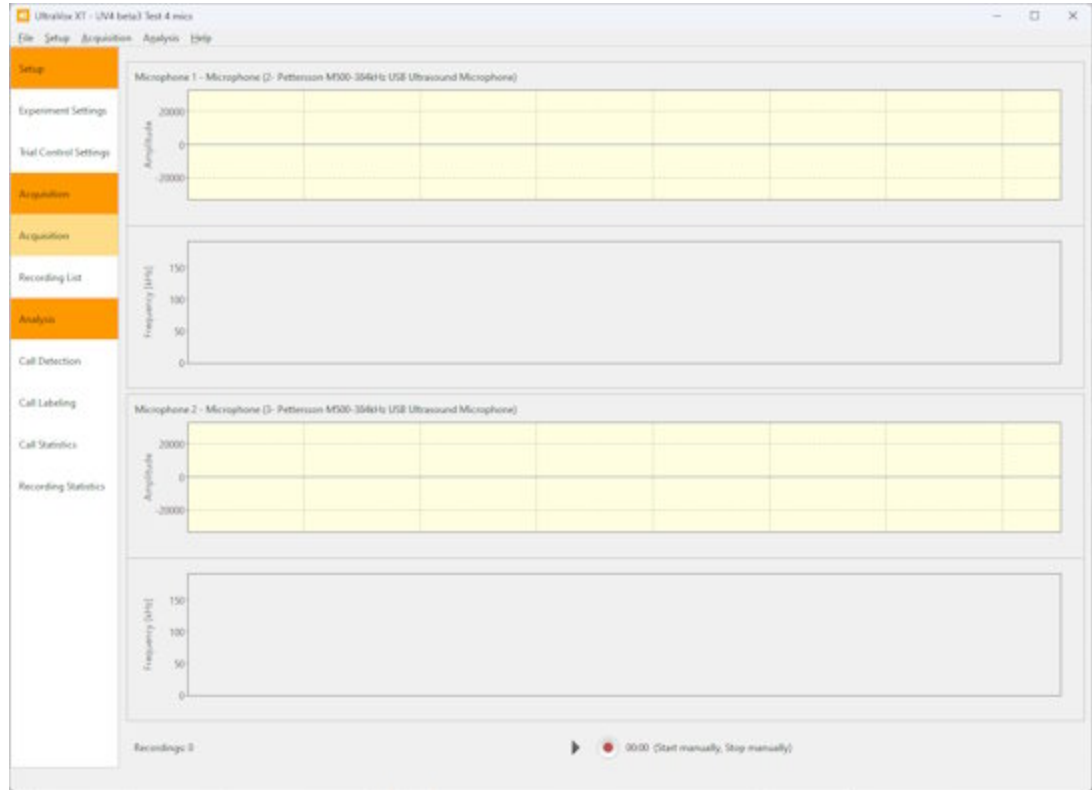 UltraVox XT - UV4 beta3 Test 4 mics
File Setup Acquisition Analysis Help
Setup
Experiment Settings
Trial Control Settings
Acquisition
Acquisition
Recording List
Analysis
Call Detection
Call Labeling
Call Statistics
Recording Statistics
Microphone 1 - Microphone (2- Pettersson M500-384kHz USB Ultrasound Microphone)
Amplitude
20000
0
-20000
Frequency [kHz]
150
100
50
0
Microphone 2 - Microphone (3- Pettersson M500-384kHz USB Ultrasound Microphone)
Amplitude
20000
0
-20000
Frequency [kHz]
150
100
50
0
Recordings: 0
00:00 (Start manually, Stop manually)